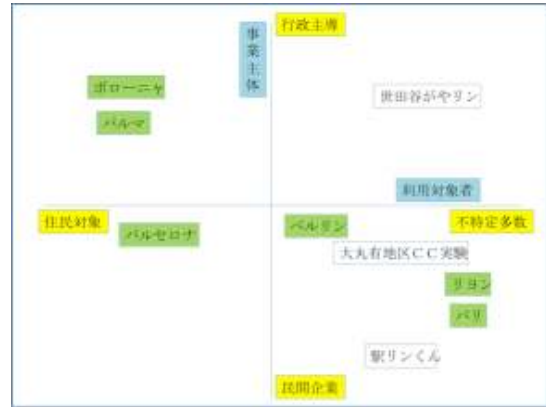 行政主導
事業主体
ボローニャ
世田谷がやリン
パルマ
利用対象者
住民対象
不特定多数
バルセロナ
ベルリン
大丸有地区CC実験
リヨン
パリ
駅リンくん
民間企業